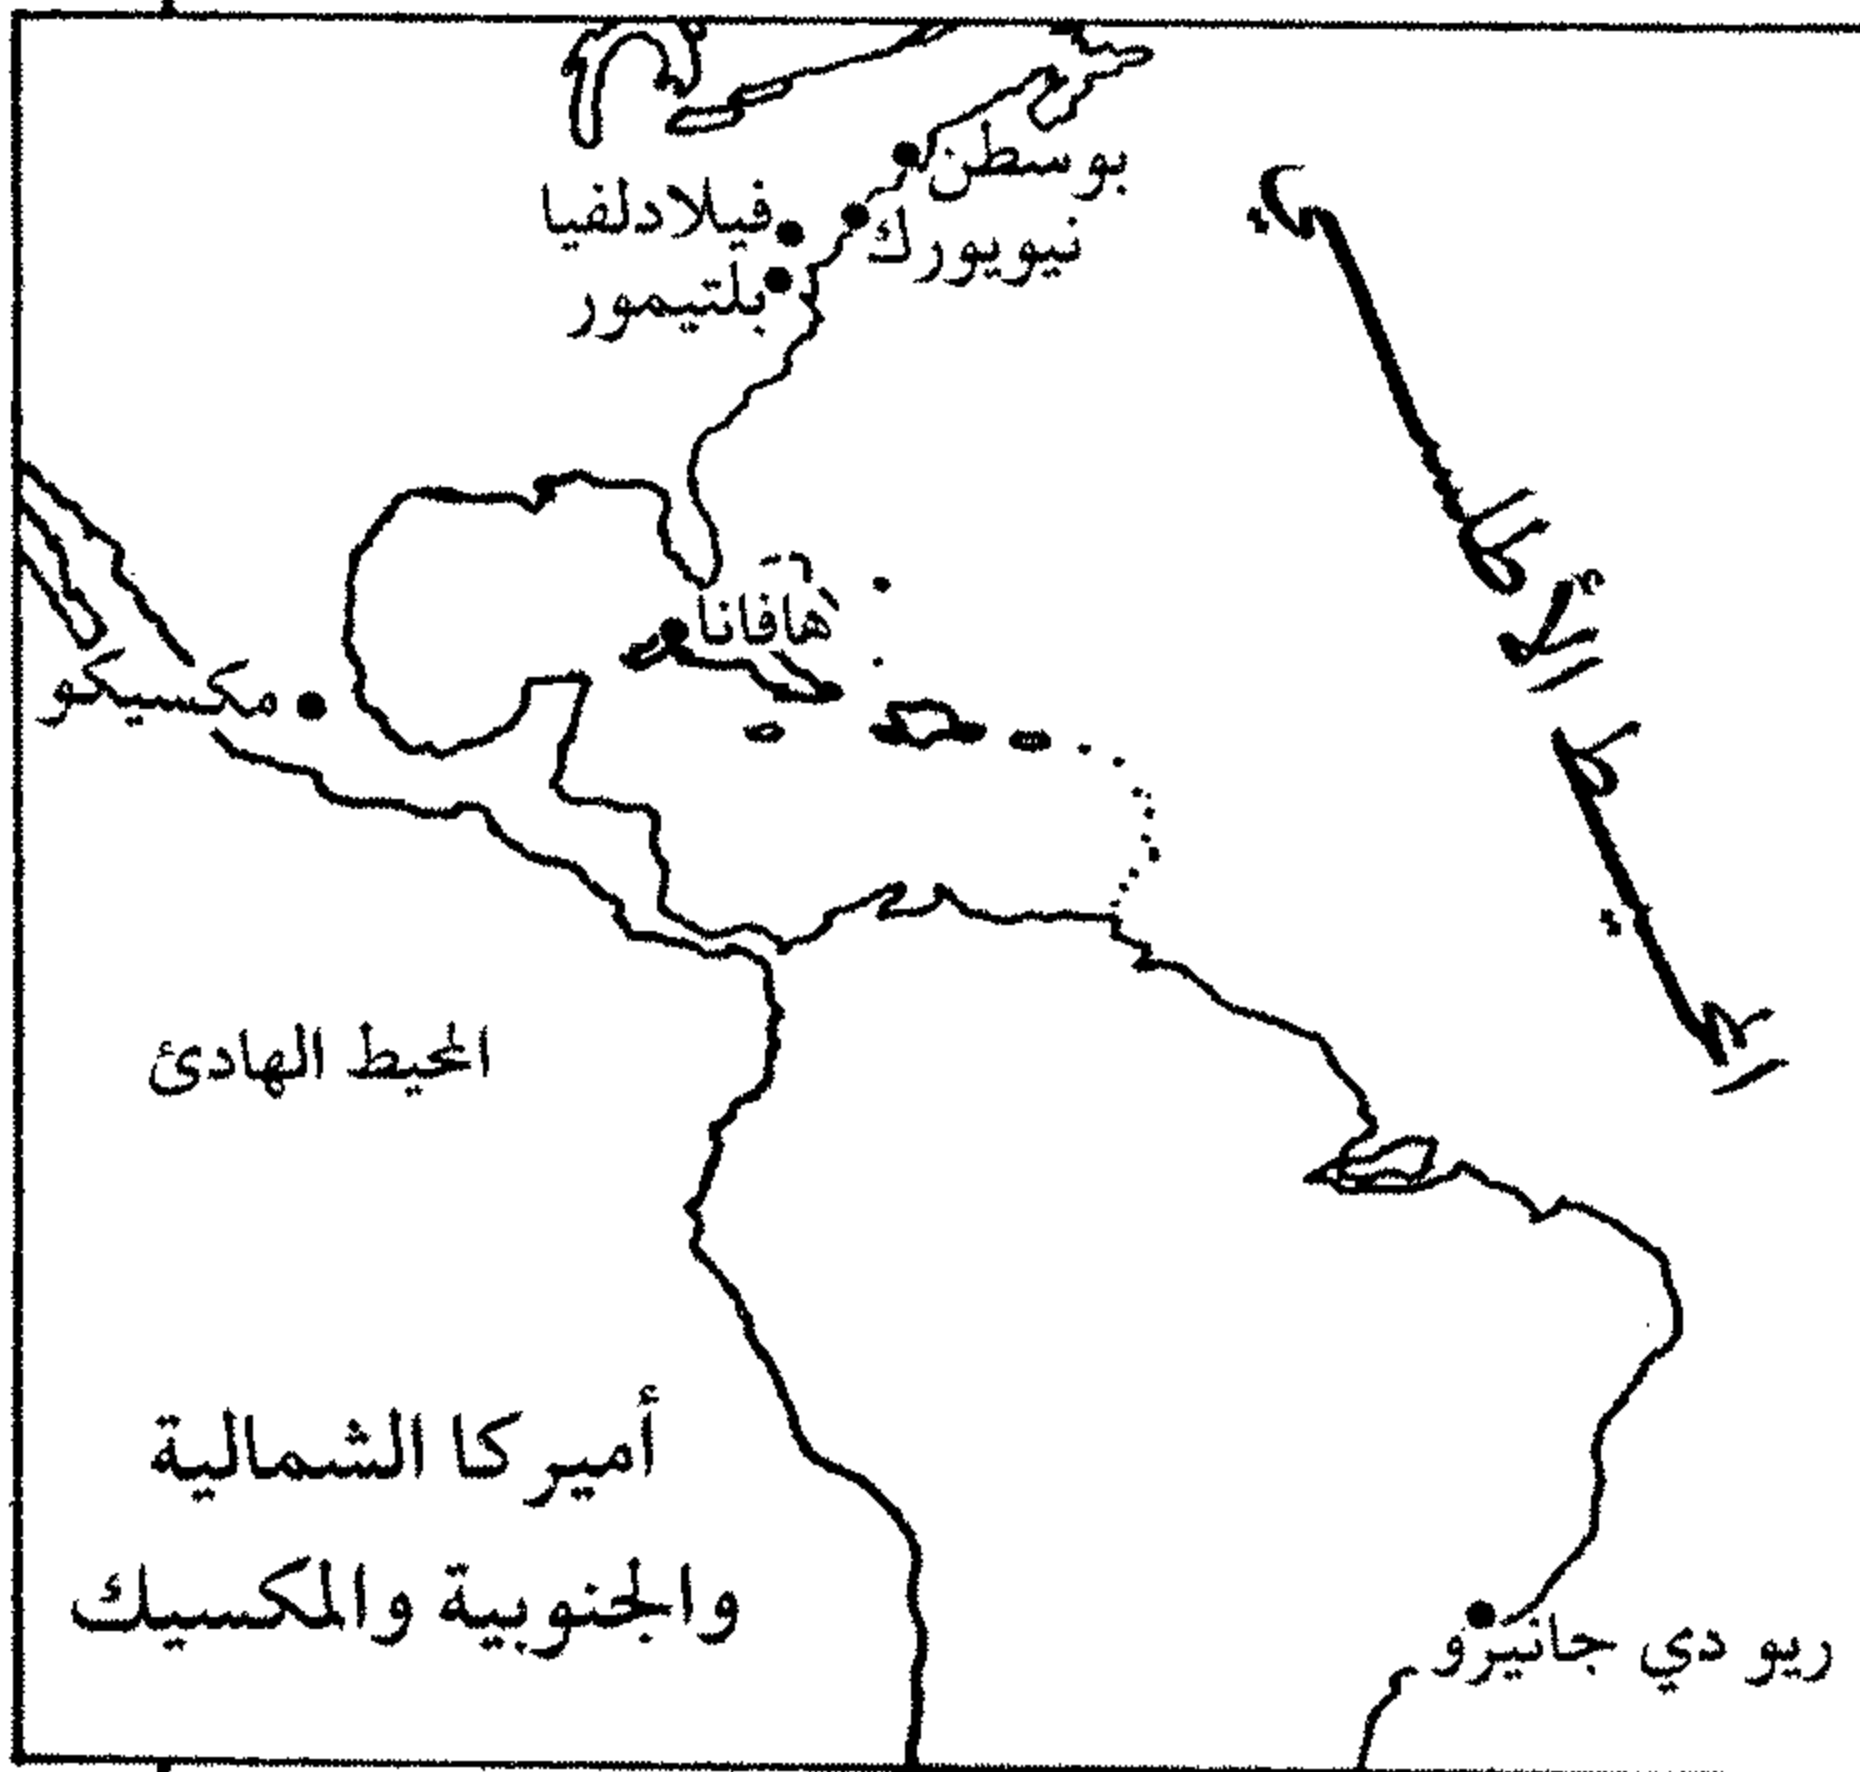 بوسطن
فيلادلفيا
نيويورك
بلتيمور
المحيط الأطلسي
هافانا
مكسيكو
المحيط الهادئ
أميركا الشمالية
والجنوبية والمكسيك
ريو دي جانيرو